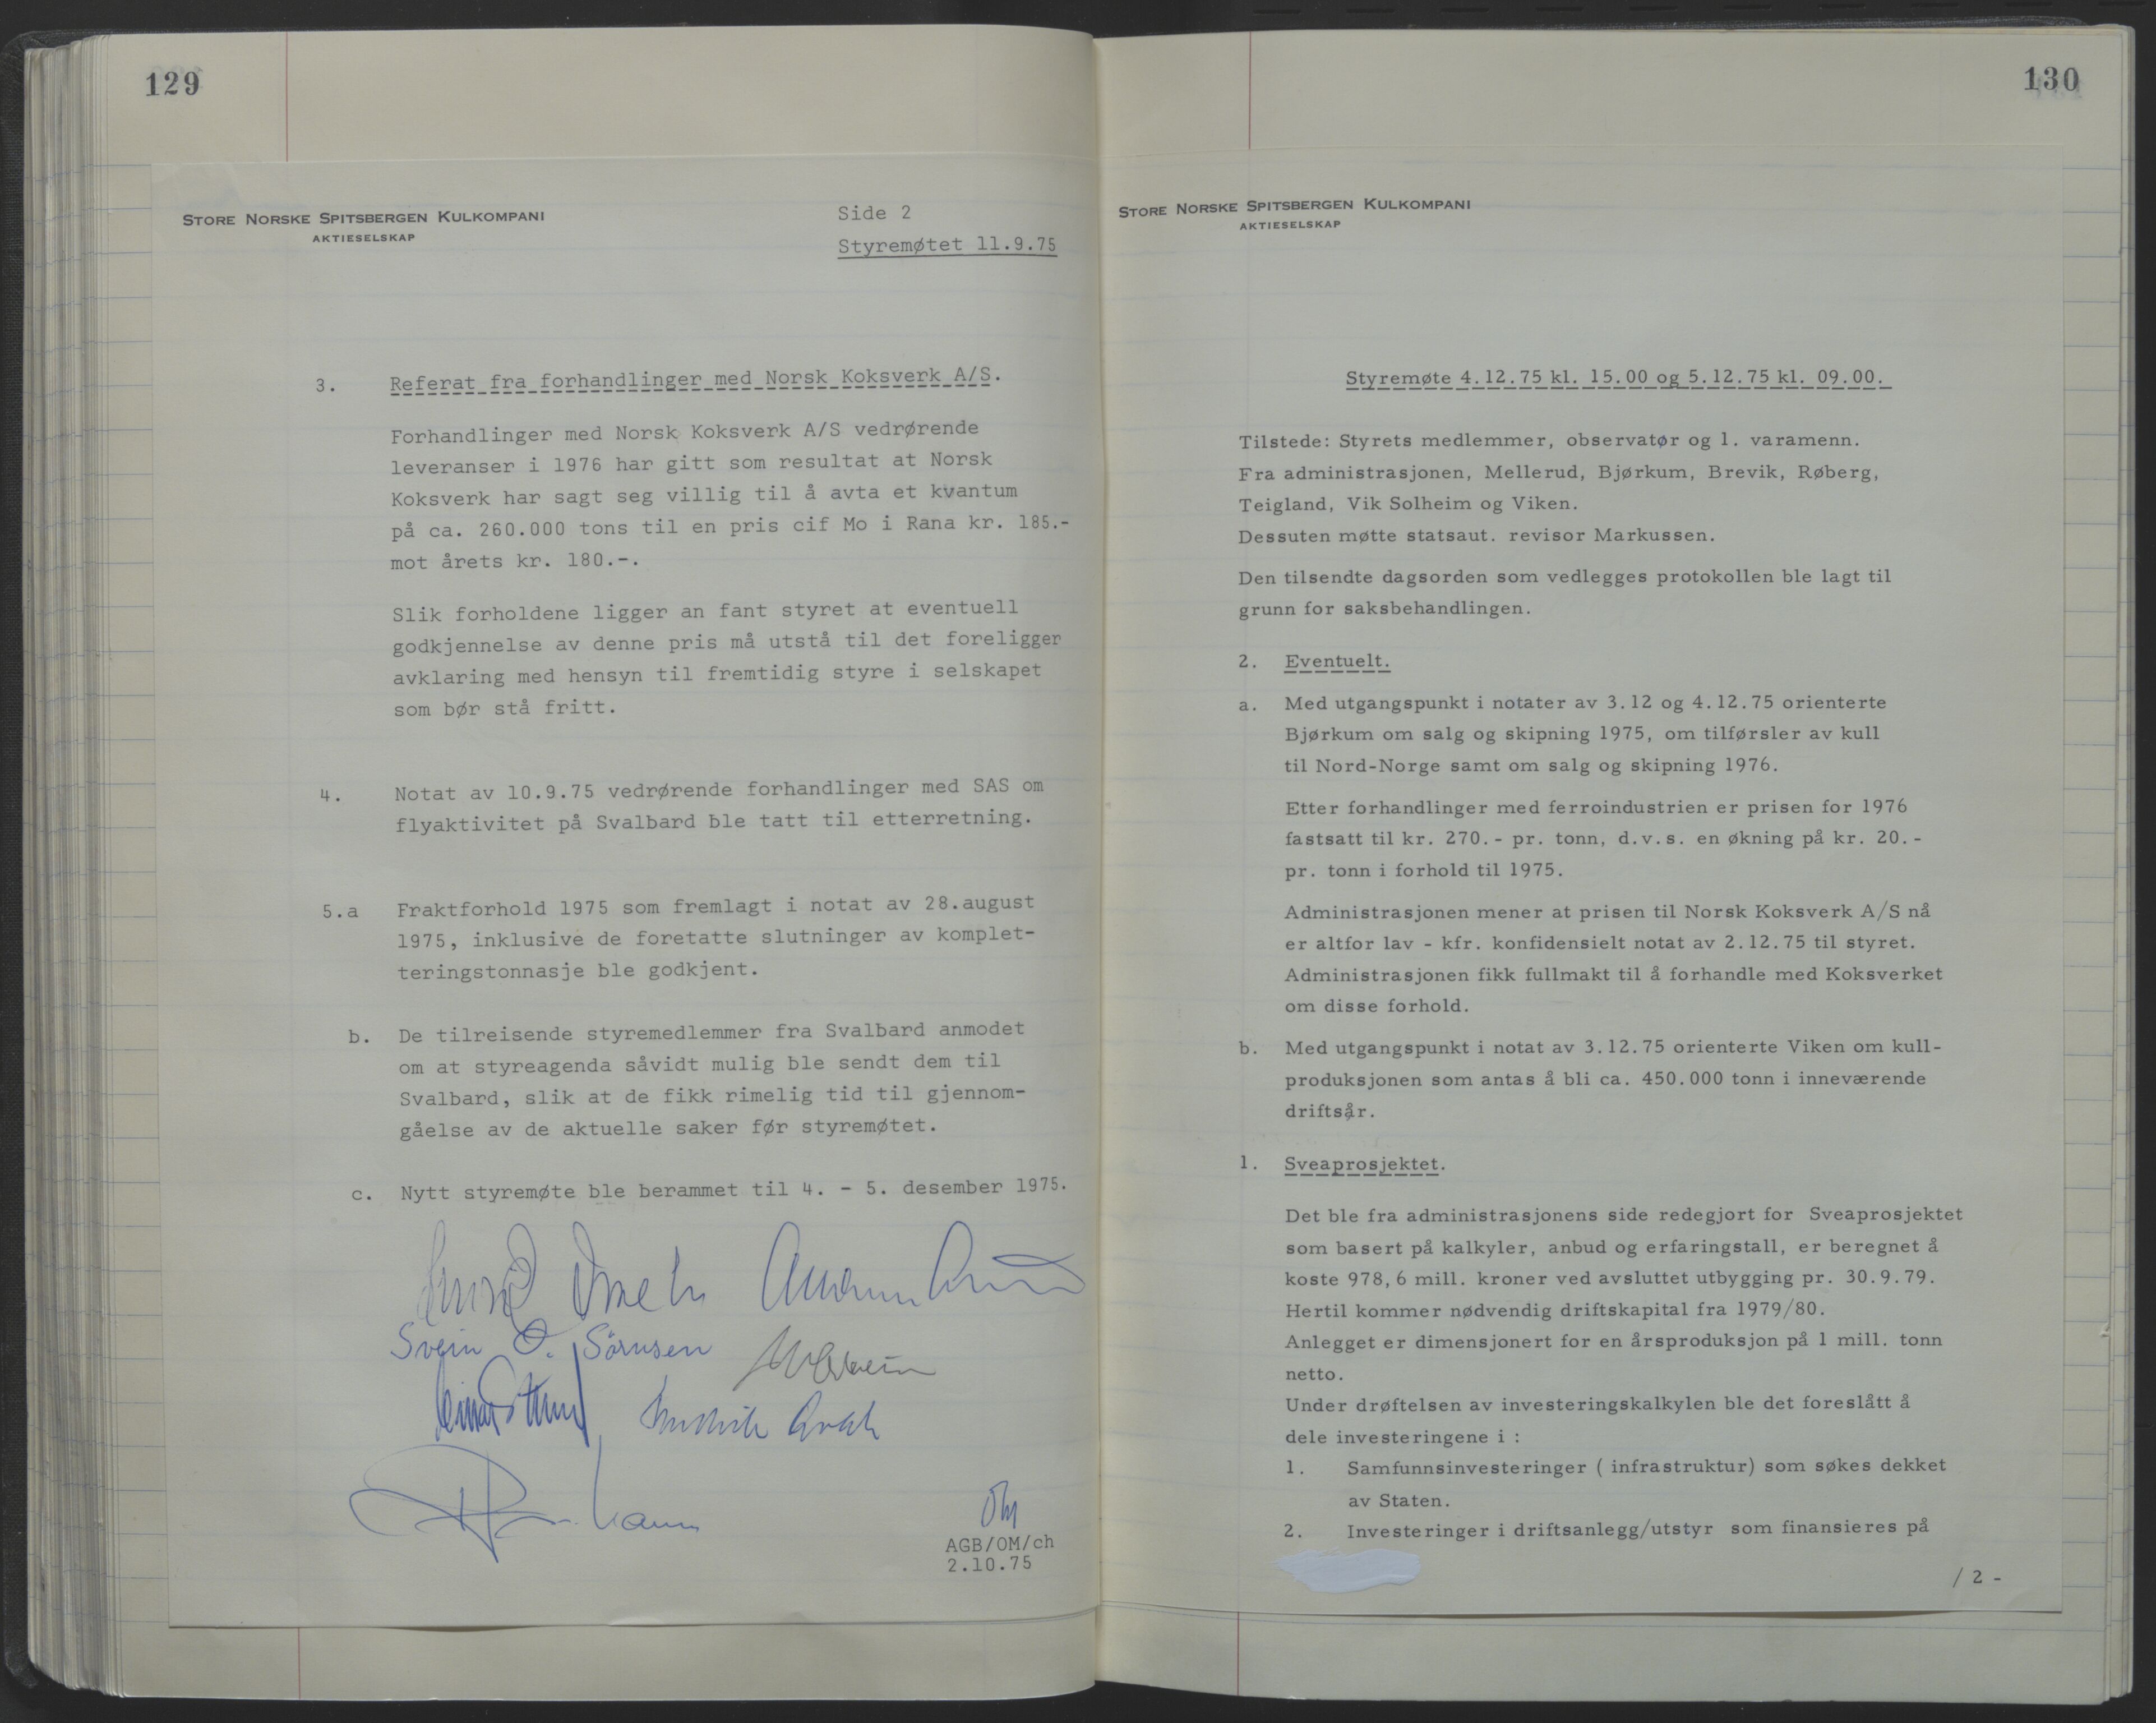 129
STORE NORSKE SPITSBERGEN KULKOMPANI
AKTIESELSKAP
Side 2
Styremøtet 11.9.75
3. Referat fra forhandlinger med Norsk Koksverk A/S.
Forhandlinger med Norsk Koksverk A/S vedrørende
leveranser i 1976 har gitt som resultat at Norsk
Koksverk har sagt seg villig til å avta et kvantum
på ca. 260.000 tons til en pris cif Mo i Rana kr. 185.-
mot årets kr. 180.-.
Slik forholdene ligger an fant styret at eventuell
godkjennelse av denne pris må utstå til det foreligger
avklaring med hensyn til fremtidig styre i selskapet
som bør stå fritt.
4. Notat av 10.9.75 vedrørende forhandlinger med SAS om
flyaktivitet på Svalbard ble tatt til etterretning.
5.a Fraktforhold 1975 som fremlagt i notat av 28.august
1975, inklusive de foretatte slutninger av komplet-
teringstonnasje ble godkjent.
b. De tilreisende styremedlemmer fra Svalbard anmodet
om at styreagenda såvidt mulig ble sendt dem til
Svalbard, slik at de fikk rimelig tid til gjennom-
gåelse av de aktuelle saker før styremøtet.
c. Nytt styremøte ble berammet til 4. - 5. desember 1975.
Svein O. Sörnsen
AGB/OM/ch
2.10.75
130
STORE NORSKE SPITSBERGEN KULKOMPANI
AKTIESELSKAP
Styremøte 4.12.75 kl. 15.00 og 5.12.75 kl. 09.00.
Tilstede: Styrets medlemmer, observatør og 1. varamenn.
Fra administrasjonen, Mellerud, Bjørkum, Brevik, Røberg,
Teigland, Vik Solheim og Viken.
Dessuten møtte statsaut. revisor Markussen.
Den tilsendte dagsorden som vedlegges protokollen ble lagt til
grunn for saksbehandlingen.
2. Eventuelt.
a. Med utgangspunkt i notater av 3.12 og 4.12.75 orienterte
Bjørkum om salg og skipning 1975, om tilførsler av kull
til Nord-Norge samt om salg og skipning 1976.
Etter forhandlinger med ferroindustrien er prisen for 1976
fastsatt til kr. 270.- pr. tonn, d.v.s. en økning på kr. 20.-
pr. tonn i forhold til 1975.
Administrasjonen mener at prisen til Norsk Koksverk A/S nå
er altfor lav - kfr. konfidensielt notat av 2.12.75 til styret.
Administrasjonen fikk fullmakt til å forhandle med Koksverket
om disse forhold.
b. Med utgangspunkt i notat av 3.12.75 orienterte Viken om kull-
produksjonen som antas å bli ca. 450.000 tonn i inneværende
driftsår.
1. Sveaprosjektet.
Det ble fra administrasjonens side redegjort for Sveaprosjektet
som basert på kalkyler, anbud og erfaringstall, er beregnet å
koste 978,6 mill. kroner ved avsluttet utbygging pr. 30.9.79.
Hertil kommer nødvendig driftskapital fra 1979/80.
Anlegget er dimensjonert for en årsproduksjon på 1 mill. tonn
netto.
Under drøftelsen av investeringskalkylen ble det foreslått å
dele investeringene i :
1. Samfunnsinvesteringer ( infrastruktur) som søkes dekket
av Staten.
2. Investeringer i driftsanlegg/utstyr som finansieres på
/ 2 -